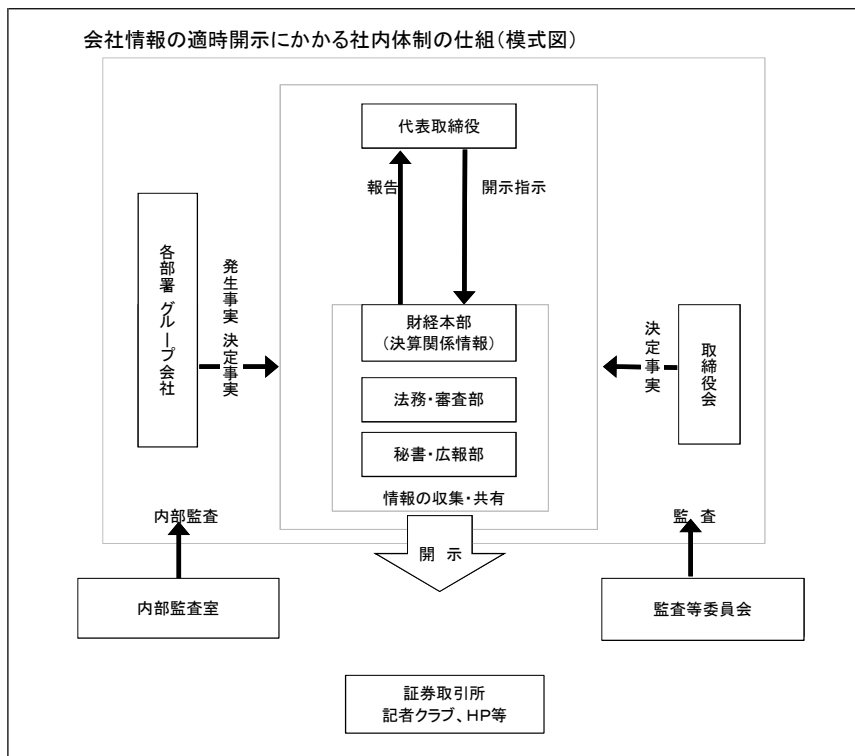 会社情報の適時開示にかかる社内体制の仕組(模式図)
代表取締役
報告
開示指示
各部署 グループ会社
発生事実 決定事実
財経本部
(決算関係情報)
法務・審査部
秘書・広報部
情報の収集・共有
決定事実
取締役会
内部監査
監 査
開 示
内部監査室
監査等委員会
証券取引所
記者クラブ、HP等